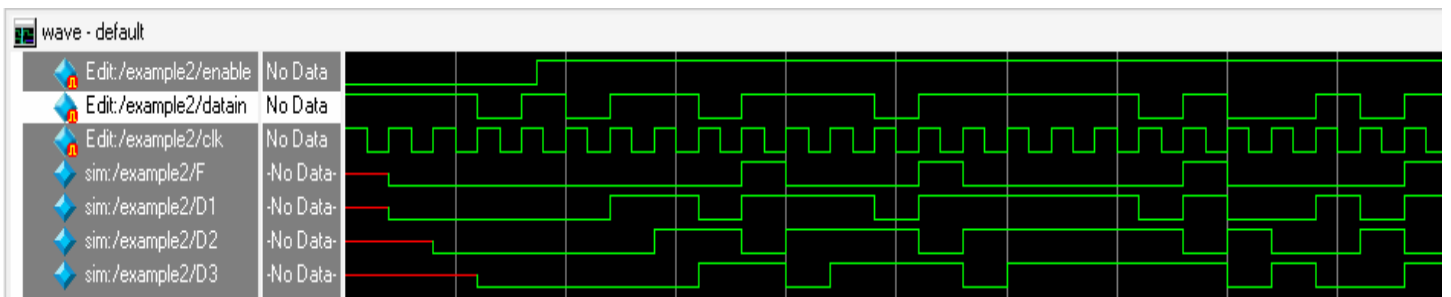 wave - default
Edit:/example2/enable No Data
Edit:/example2/datain No Data
Edit:/example2/clk No Data
sim:/example2/F -No Data-
sim:/example2/D1 -No Data-
sim:/example2/D2 -No Data-
sim:/example2/D3 -No Data-